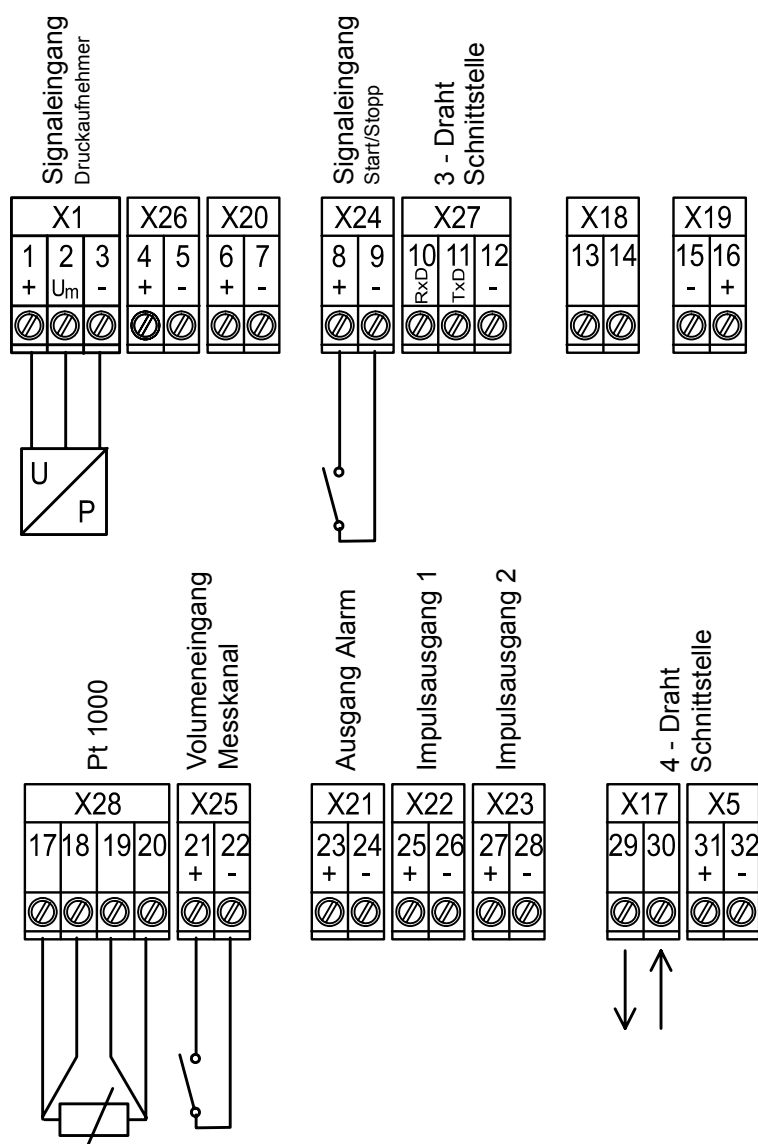 Signaleingang
Druckaufnehmer
Signaleingang
Start/Stopp
3 - Draht
Schnittstelle
X1 X26 X20 X24 X27 X18 X19
1 2 3 4 5 6 7 8 9 10 11 12 13 14 15 16
+ Um - + - + - + - RxD TxD - - +
U
P
Pt 1000
Volumeneingang
Messkanal
Ausgang Alarm
Impulsausgang 1
Impulsausgang 2
4 - Draht
Schnittstelle
X28 X25 X21 X22 X23 X17 X5
17 18 19 20 21 22 23 24 25 26 27 28 29 30 31 32
+ - + - + - + - + -